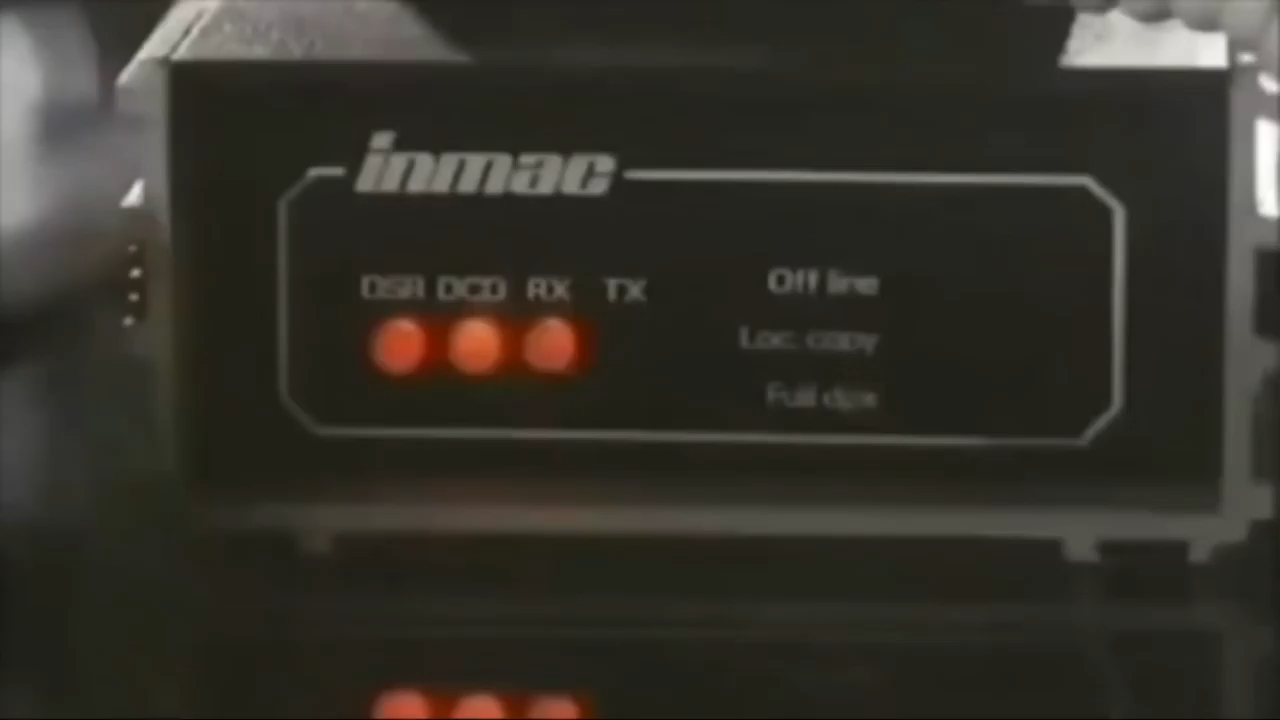 inmac
DSR DCD RX TX
Off line
Loc. copy
Full dpx